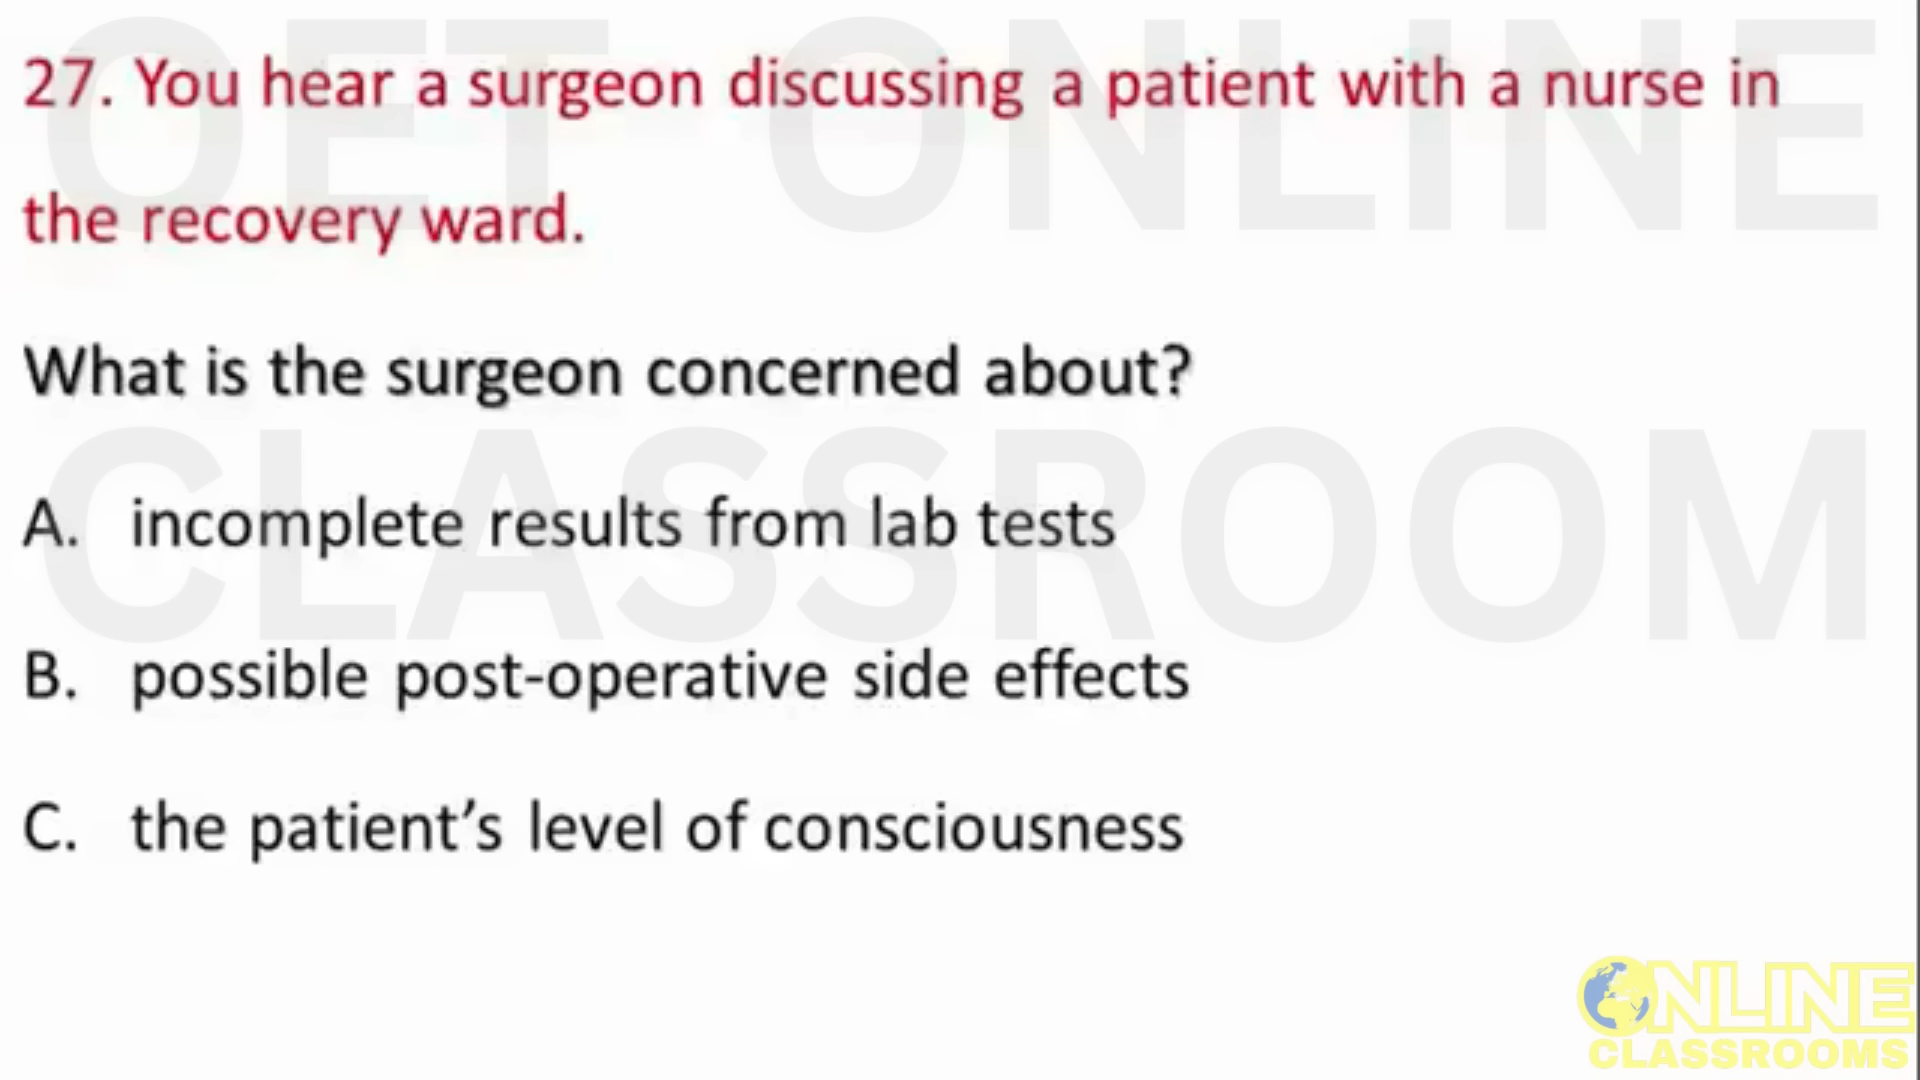 OET ONLINE
CLASSROOM
27. You hear a surgeon discussing a patient with a nurse in
the recovery ward.
What is the surgeon concerned about?
A. incomplete results from lab tests
B. possible post-operative side effects
C. the patient’s level of consciousness
ONLINE
CLASSROOMS